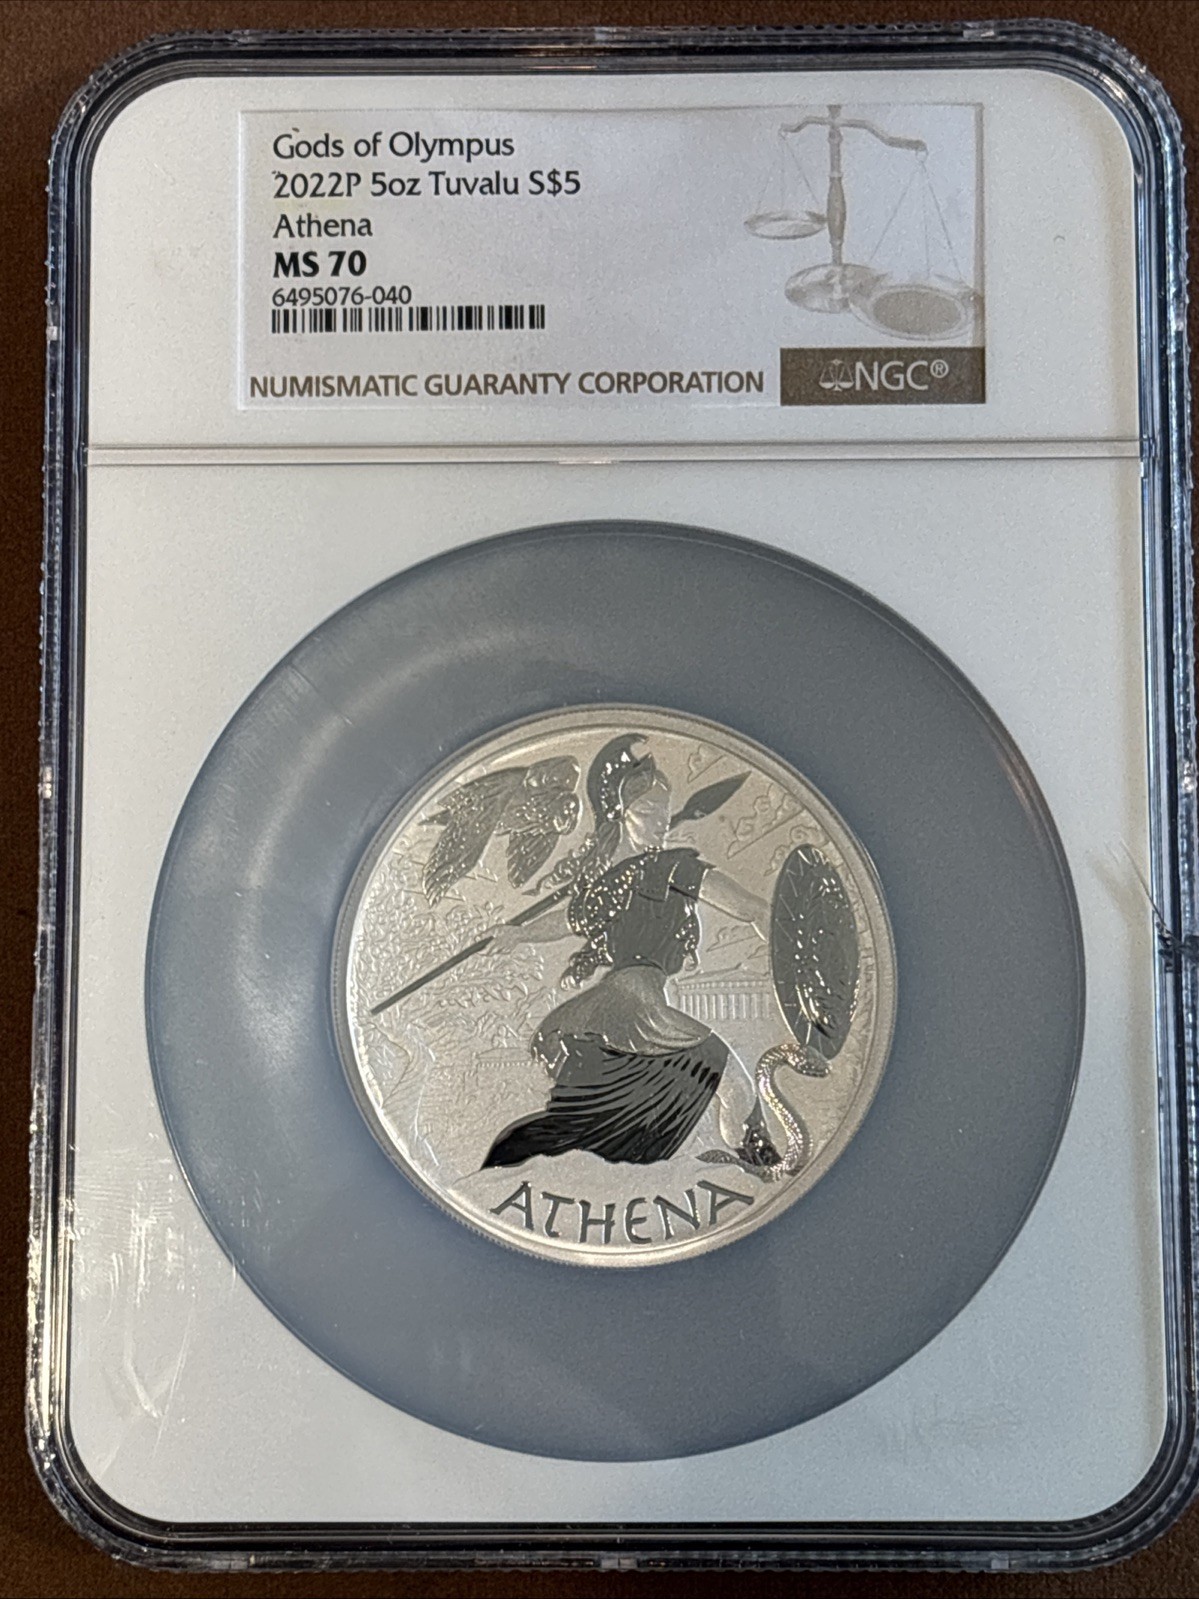 Gods of Olympus
2022P 5oz Tuvalu S$5
Athena
MS 70
6495076-040
NUMISMATIC GUARANTY CORPORATION
NGC®
ATHENA